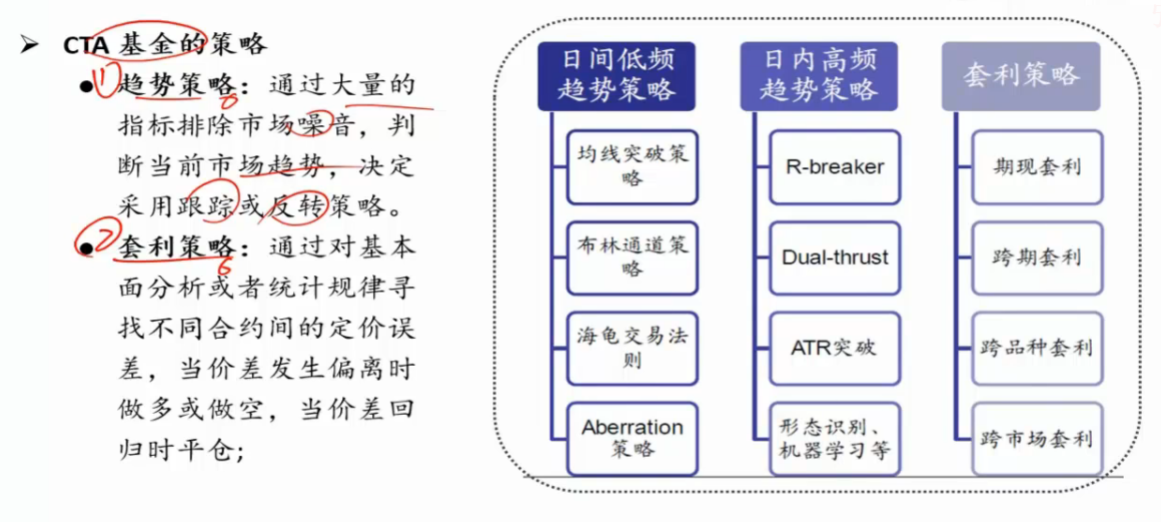 ➤ CTA 基金的策略
● 趋势策略：通过大量的
指标排除市场噪音，判
断当前市场趋势，决定
采用跟踪或反转策略。
● 套利策略：通过对基本
面分析或者统计规律寻
找不同合约间的定价误
差，当价差发生偏离时
做多或做空，当价差回
归时平仓；
日间低频
趋势策略
均线突破策
略
布林通道策
略
海龟交易法
则
Aberration
策略
日内高频
趋势策略
R-breaker
Dual-thrust
ATR突破
形态识别、
机器学习等
套利策略
期现套利
跨期套利
跨品种套利
跨市场套利